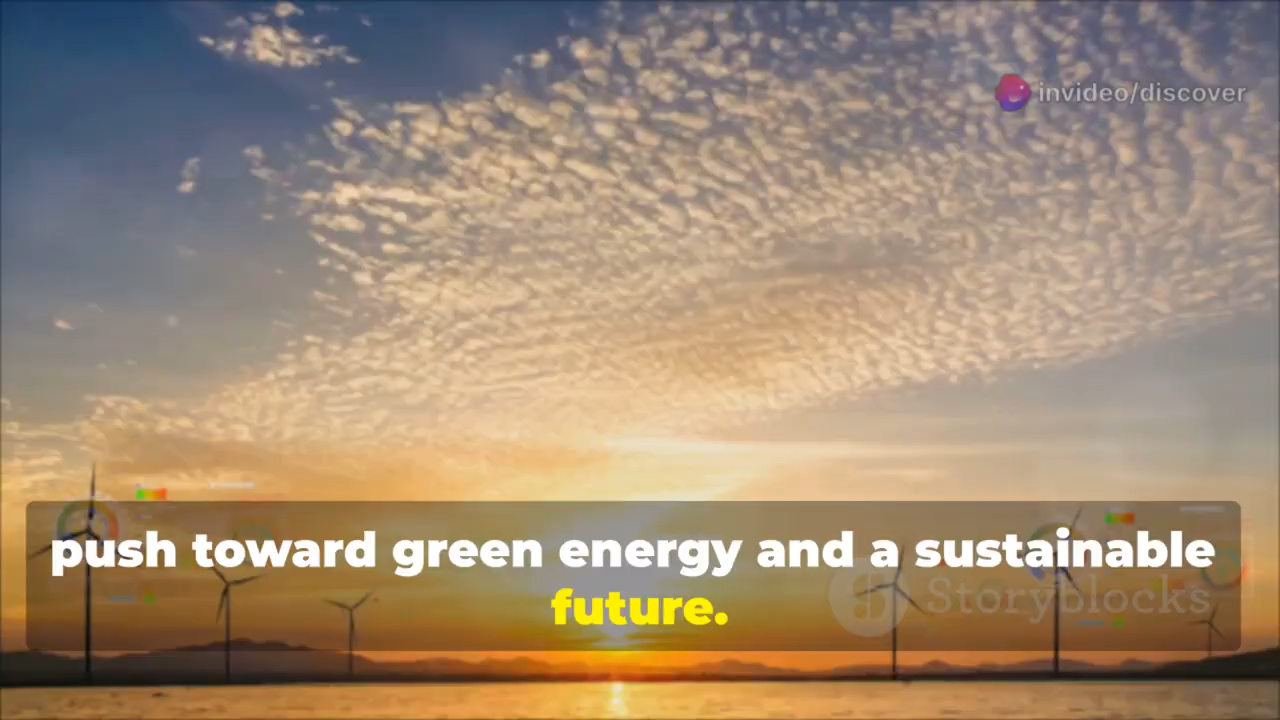 invideo/discover
push toward green energy and a sustainable
future.
Storyblocks